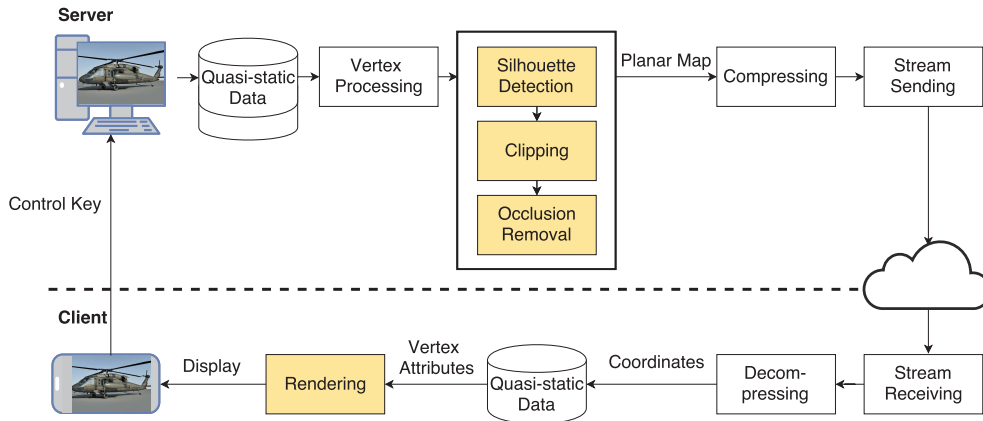 Server
Quasi-static
Data
Vertex
Processing
Silhouette
Detection
Clipping
Occlusion
Removal
Planar Map
Compressing
Stream
Sending
Control Key
Client
Display
Rendering
Vertex
Attributes
Quasi-static
Data
Coordinates
Decom-
pressing
Stream
Receiving